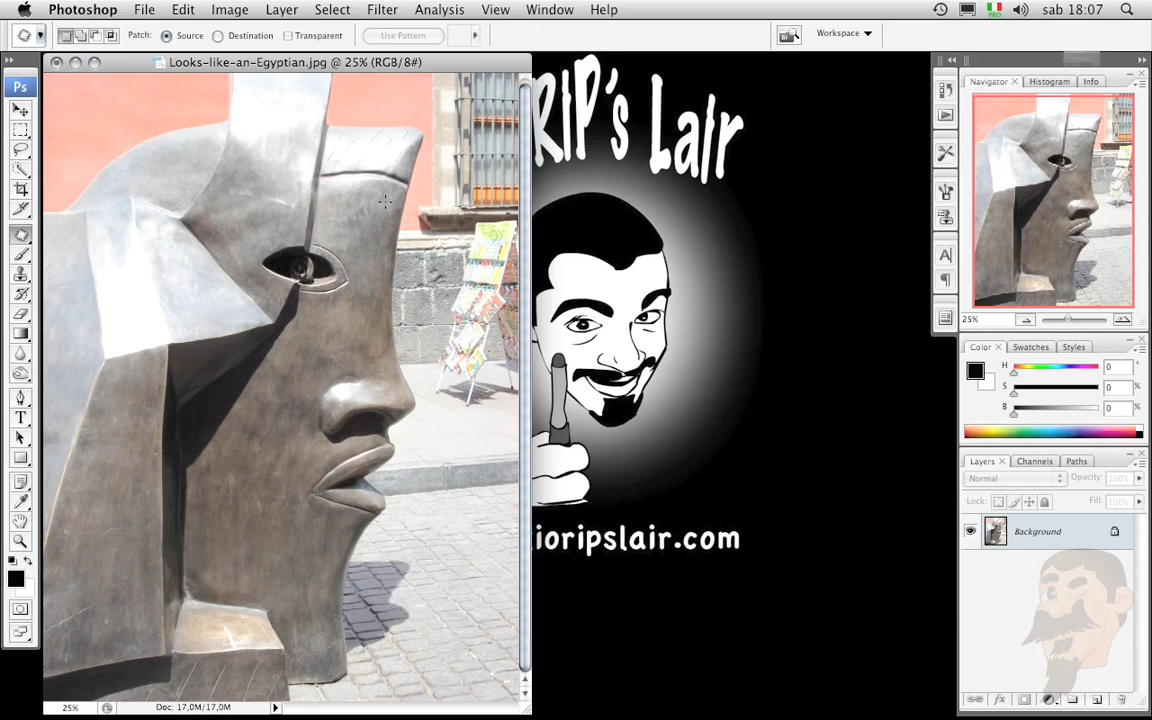 Photoshop File Edit Image Layer Select Filter Analysis View Window Help sab 18:07
Patch: Source Destination Transparent Use Pattern Workspace
Looks-like-an-Egyptian.jpg @ 25% (RGB/8#)
Ps
RIP's Lair
ioripslair.com
25% Doc: 17,0M/17,0M
Navigator Histogram Info
25%
Color Swatches Styles
H 0 °
S 0 %
B 0 %
Layers Channels Paths
Normal Opacity: 100%
Lock: Fill: 100%
Background